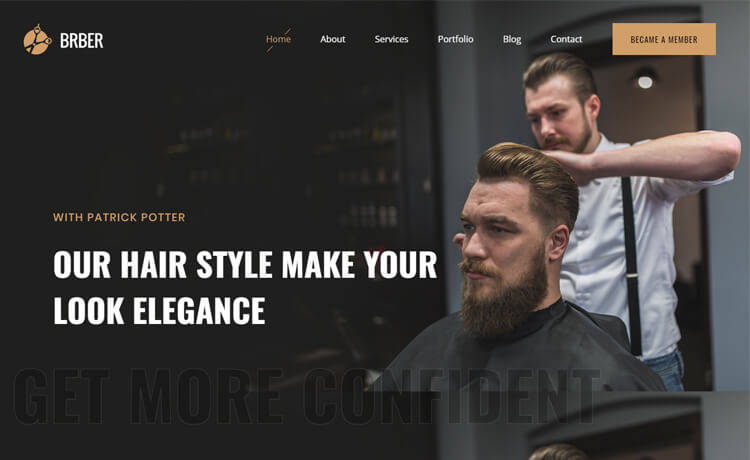 BRBER
Home About Services Portfolio Blog Contact BECAME A MEMBER
WITH PATRICK POTTER
OUR HAIR STYLE MAKE YOUR
LOOK ELEGANCE
GET MORE CONFIDENT